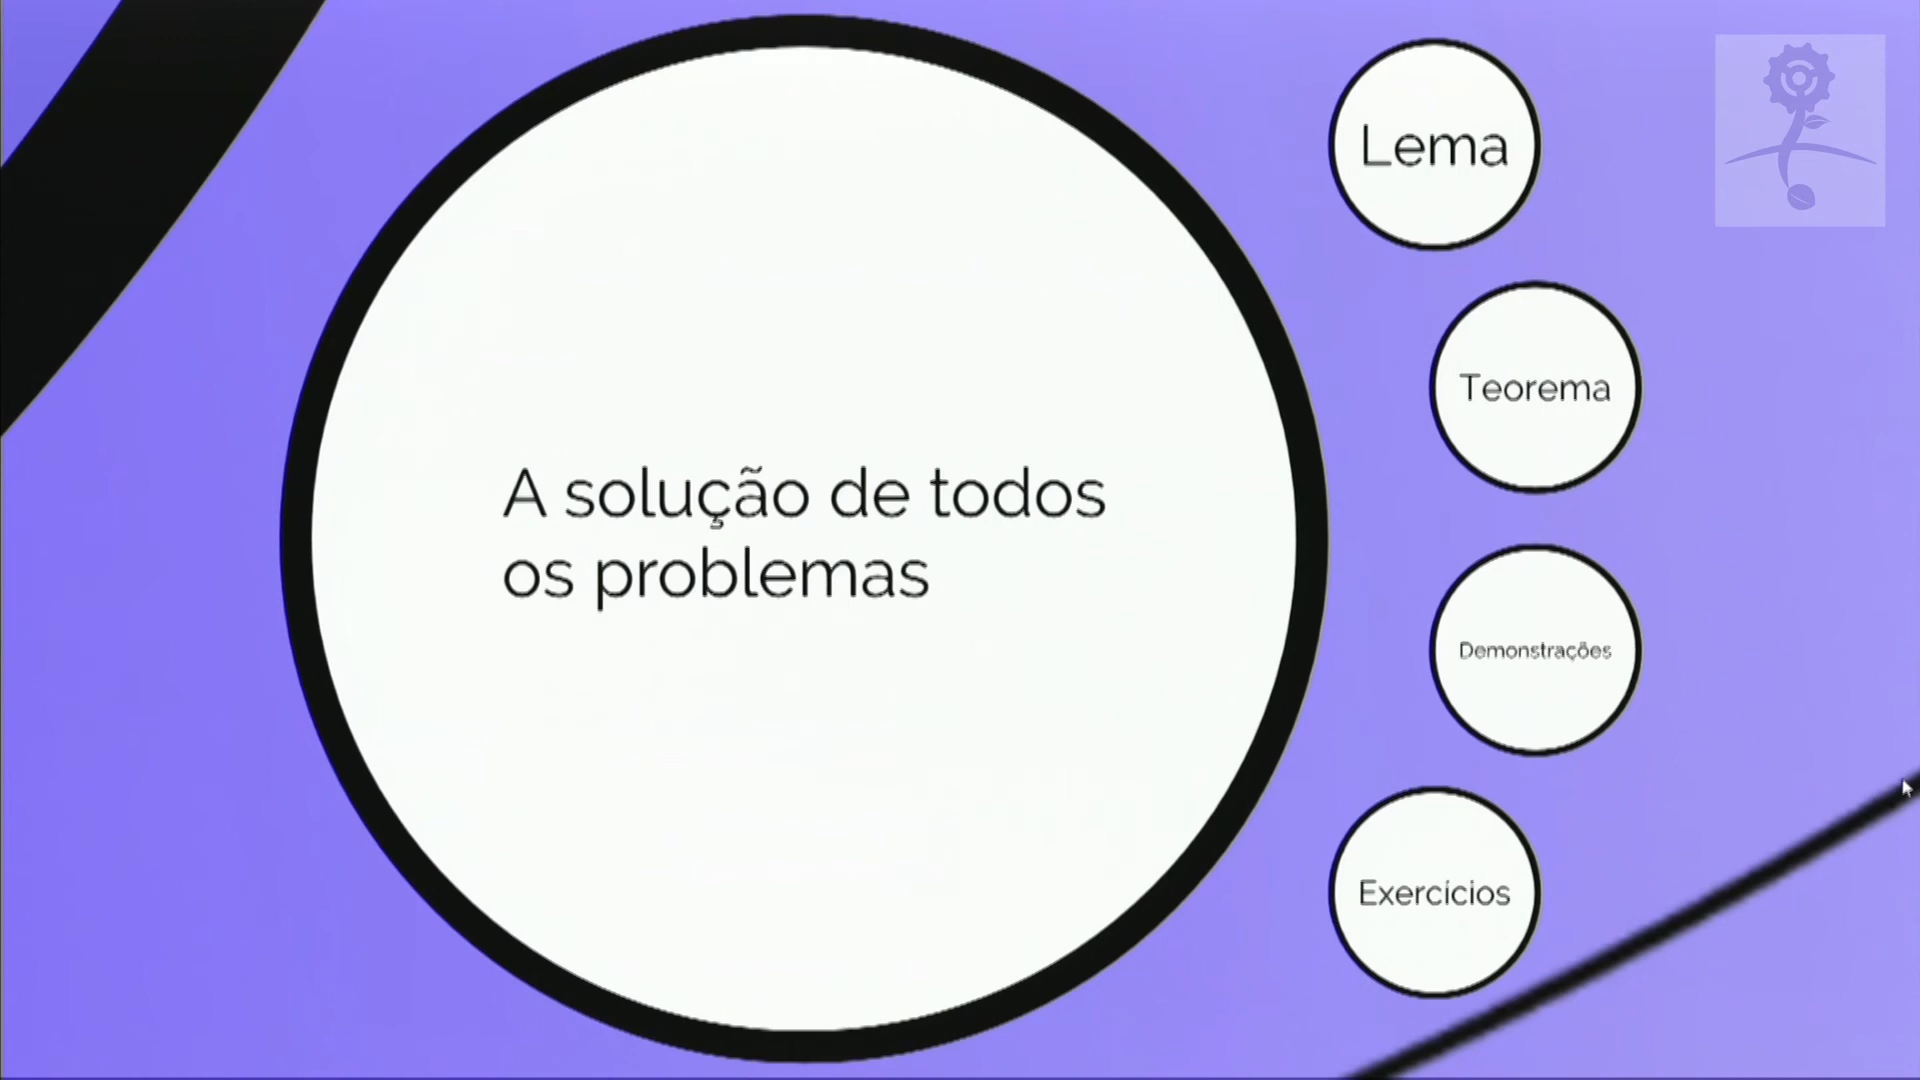 A solução de todos
os problemas
Lema
Teorema
Demonstrações
Exercícios